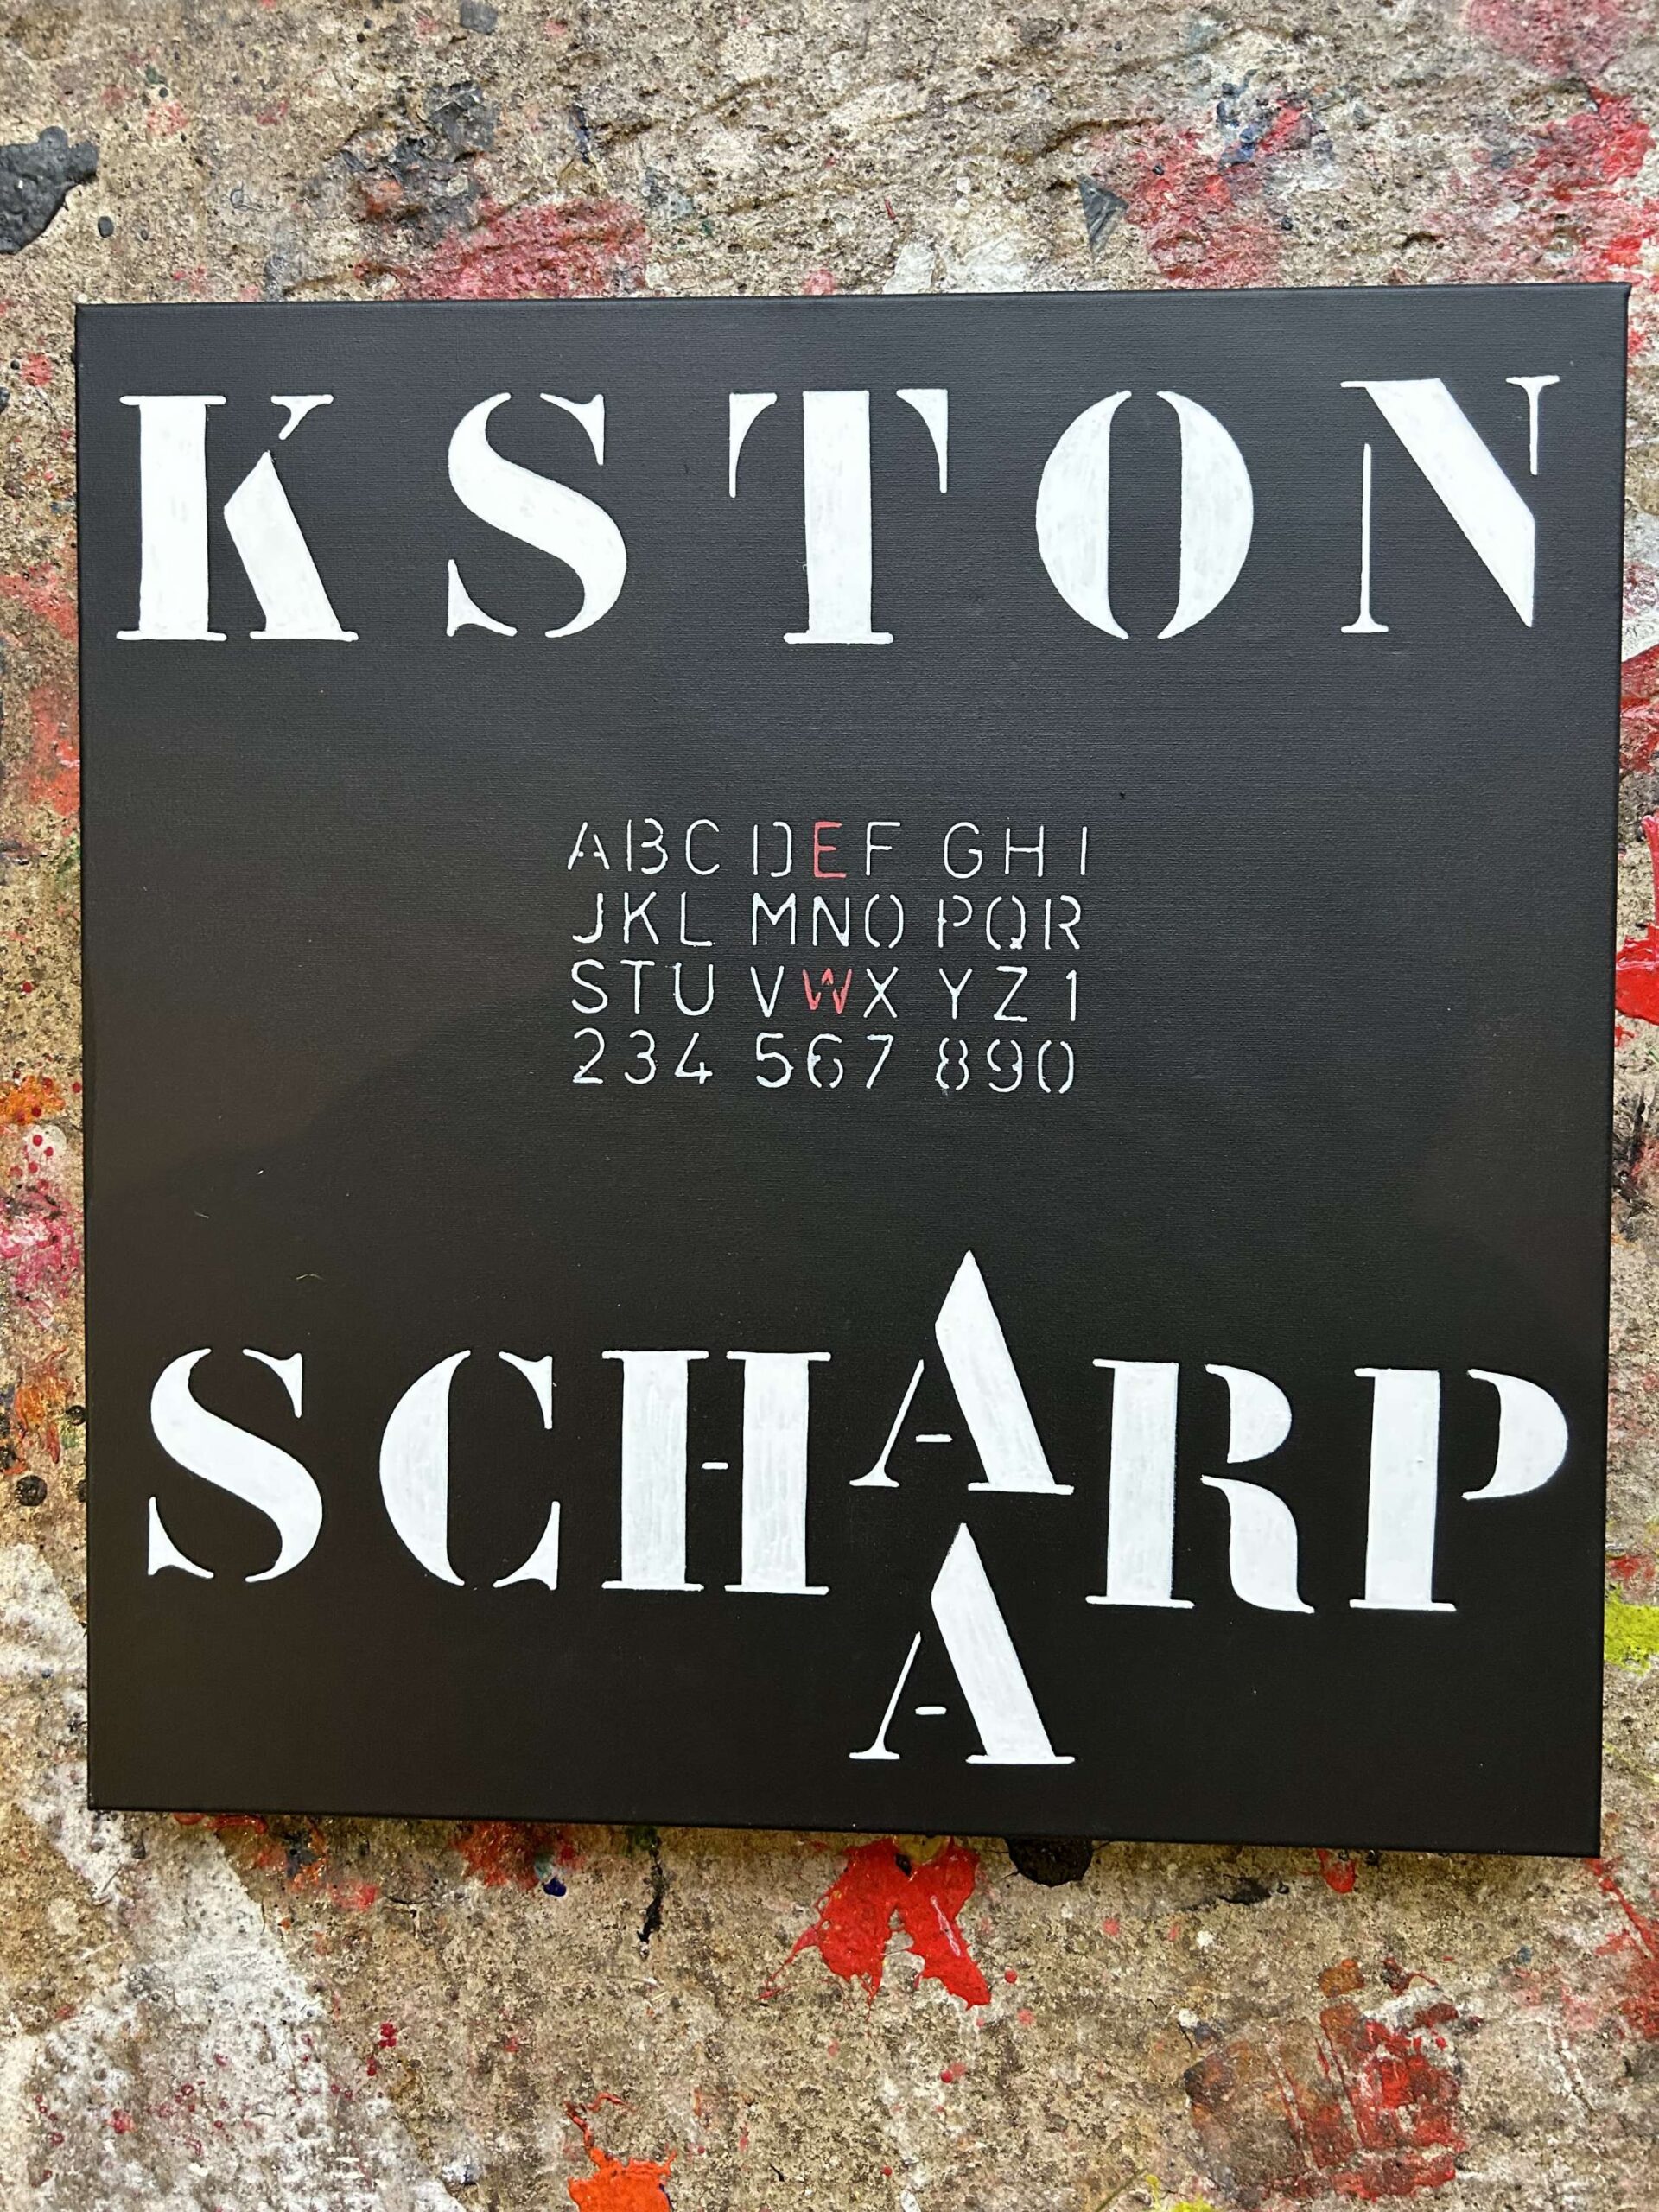 KSTON
ABC DEF GHI
JKL MNO PQR
STU VWX YZ1
234 567 890
SCHARP
A